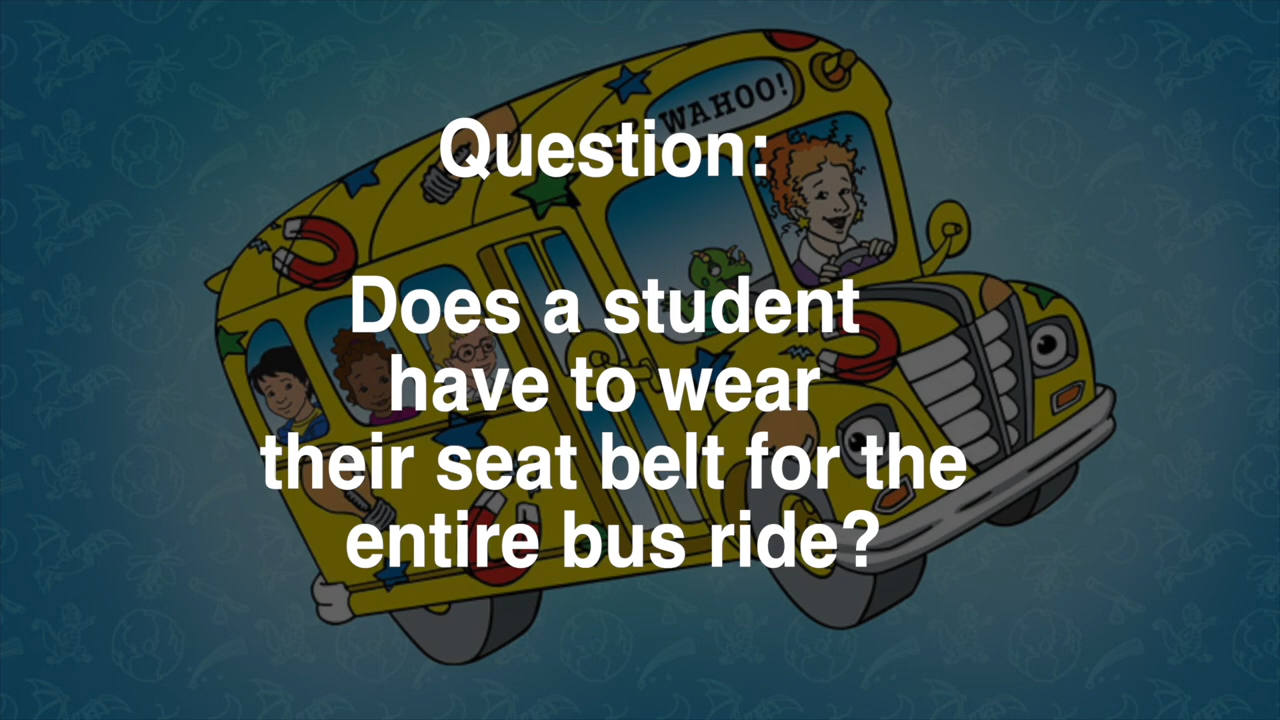 WAHOO!
Question:
Does a student
have to wear
their seat belt for the
entire bus ride?